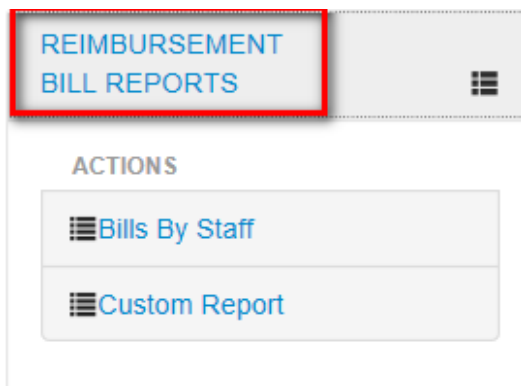 REIMBURSEMENT
BILL REPORTS
ACTIONS
Bills By Staff
Custom Report